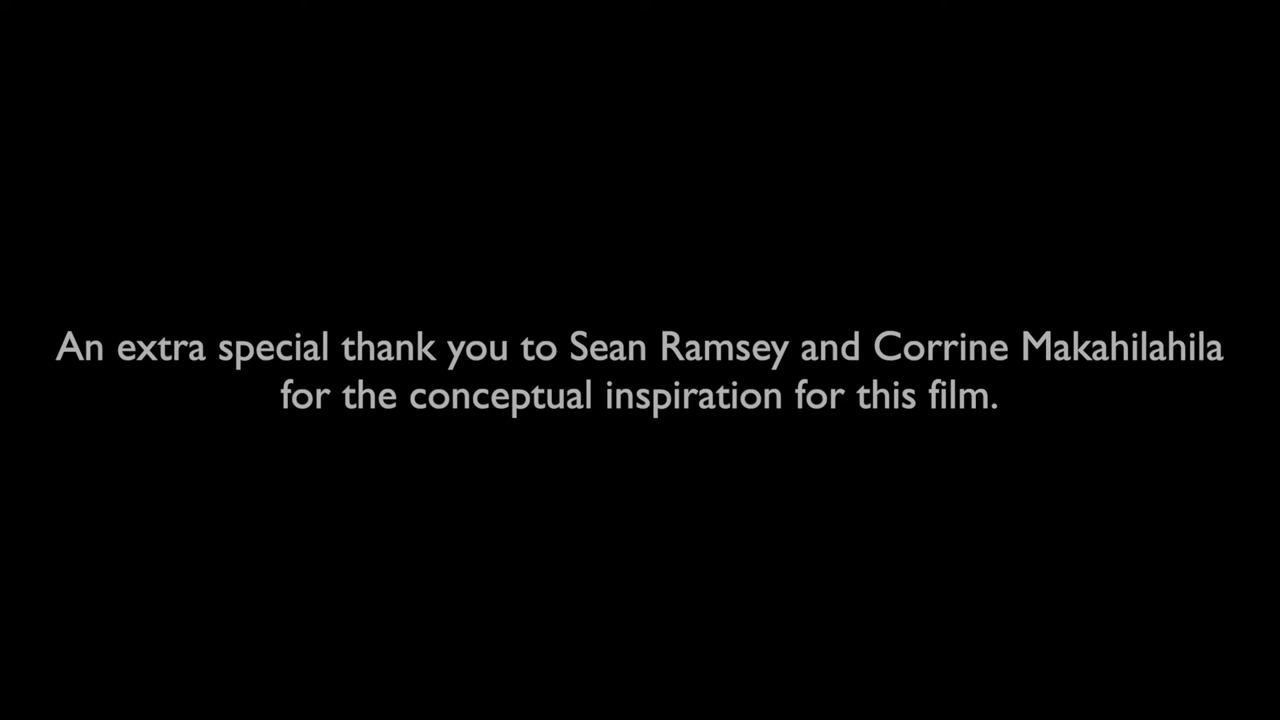 An extra special thank you to Sean Ramsey and Corrine Makahilahila
for the conceptual inspiration for this film.